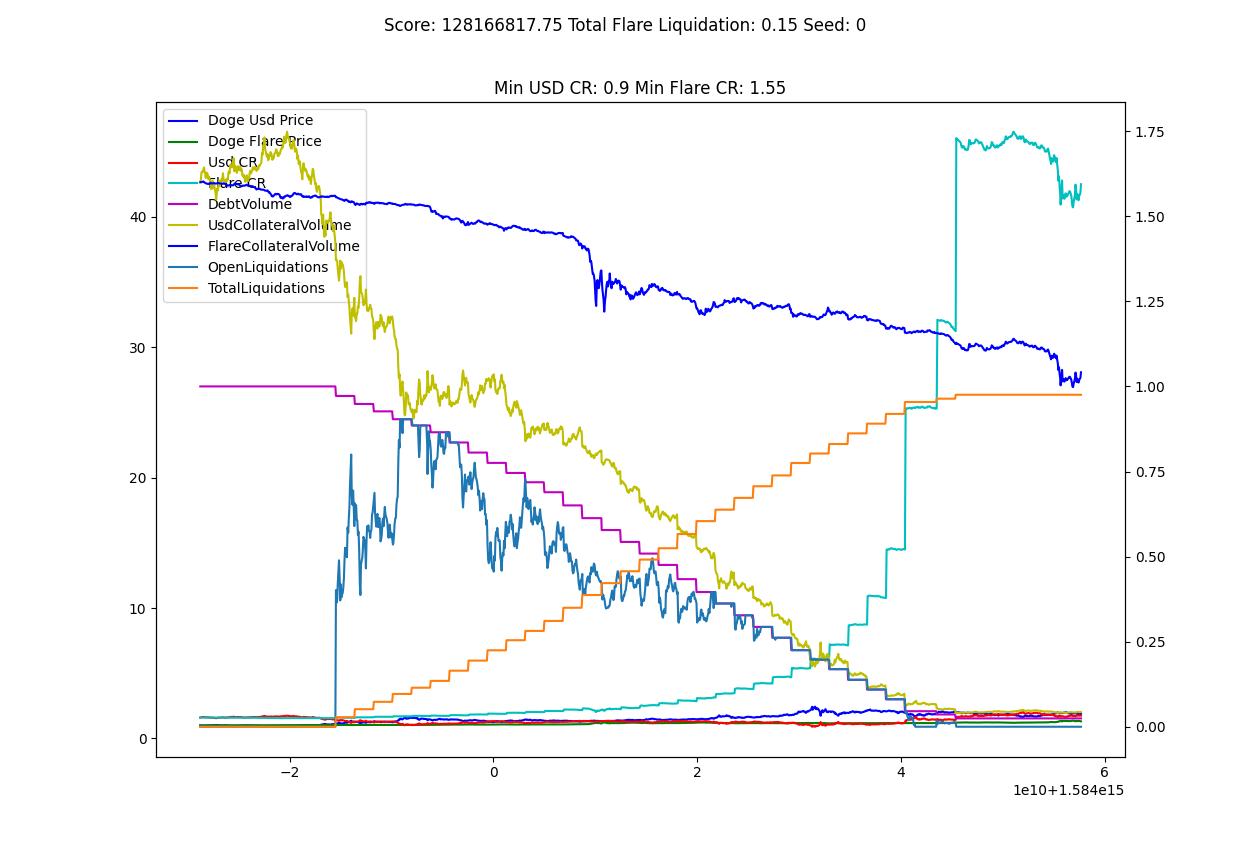 Score: 128166817.75 Total Flare Liquidation: 0.15 Seed: 0
Min USD CR: 0.9 Min Flare CR: 1.55
Doge Usd Price
Doge Flare Price
Usd CR
Flare CR
DebtVolume
UsdCollateralVolume
FlareCollateralVolume
OpenLiquidations
TotalLiquidations
40
30
20
10
0
1.75
1.50
1.25
1.00
0.75
0.50
0.25
0.00
−2
0
2
4
6
1e10+1.584e15